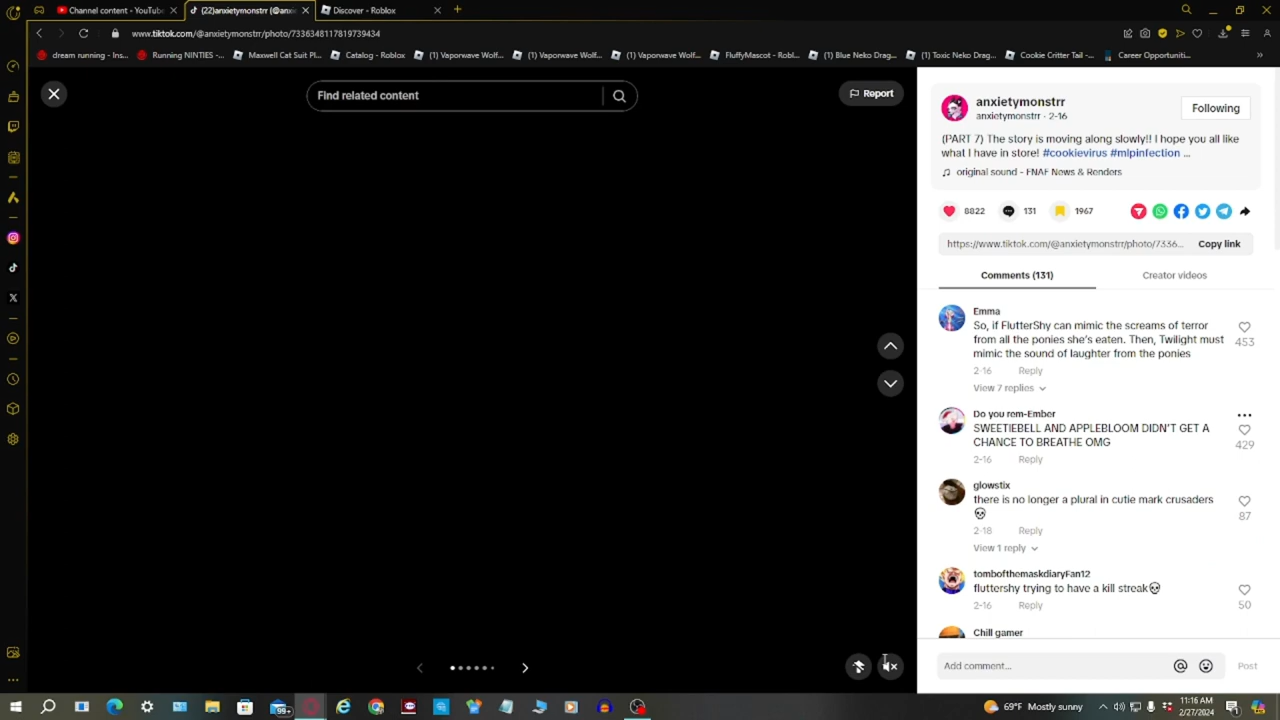 Channel content - YouTube
(22)anxietymonstrr (@anxi
Discover - Roblox
www.tiktok.com/@anxietymonstrr/photo/7336348117819739434
dream running - Ins...
Running NINTIES -...
Maxwell Cat Suit Pl...
Catalog - Roblox
(1) Vaporwave Wolf...
(1) Vaporwave Wolf...
(1) Vaporwave Wolf...
FluffyMascot - Robl...
(1) Blue Neko Drag...
(1) Toxic Neko Drag...
Cookie Critter Tail -...
Career Opportuniti...
Find related content
Report
anxietymonstrr
anxietymonstrr · 2-16
Following
(PART 7) The story is moving along slowly!! I hope you all like
what I have in store! #cookievirus #mlpinfection ...
original sound - FNAF News & Renders
8822
131
1967
https://www.tiktok.com/@anxietymonstrr/photo/7336...
Copy link
Comments (131)
Creator videos
Emma
So, if FlutterShy can mimic the screams of terror
from all the ponies she's eaten. Then, Twilight must
mimic the sound of laughter from the ponies
453
2-16 Reply
View 7 replies
Do you rem-Ember
SWEETIEBELL AND APPLEBLOOM DIDN'T GET A
CHANCE TO BREATHE OMG
429
2-16 Reply
glowstix
there is no longer a plural in cutie mark crusaders
💀
87
2-18 Reply
View 1 reply
tombofthemaskdiaryFan12
fluttershy trying to have a kill streak💀
50
2-16 Reply
Chill gamer
Add comment...
Post
99+
69°F Mostly sunny
11:16 AM
2/27/2024